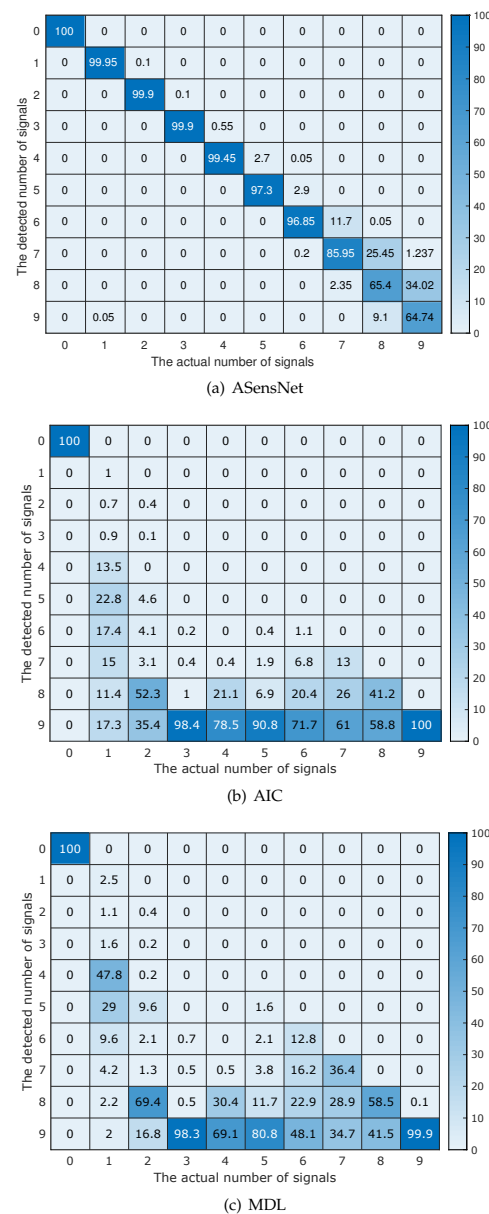 0 100 0 0 0 0 0 0 0 0 0
1 0 99.95 0.1 0 0 0 0 0 0 0
2 0 0 99.9 0.1 0 0 0 0 0 0
3 0 0 0 99.9 0.55 0 0 0 0 0
4 0 0 0 0 99.45 2.7 0.05 0 0 0
5 0 0 0 0 0 97.3 2.9 0 0 0
6 0 0 0 0 0 0 96.85 11.7 0.05 0
7 0 0 0 0 0 0 0.2 85.95 25.45 1.237
8 0 0 0 0 0 0 0 2.35 65.4 34.02
9 0 0.05 0 0 0 0 0 0 9.1 64.74
0 1 2 3 4 5 6 7 8 9
The detected number of signals
The actual number of signals
100
90
80
70
60
50
40
30
20
10
0
(a) ASensNet
0 100 0 0 0 0 0 0 0 0 0
1 0 1 0 0 0 0 0 0 0 0
2 0 0.7 0.4 0 0 0 0 0 0 0
3 0 0.9 0.1 0 0 0 0 0 0 0
4 0 13.5 0 0 0 0 0 0 0 0
5 0 22.8 4.6 0 0 0 0 0 0 0
6 0 17.4 4.1 0.2 0 0.4 1.1 0 0 0
7 0 15 3.1 0.4 0.4 1.9 6.8 13 0 0
8 0 11.4 52.3 1 21.1 6.9 20.4 26 41.2 0
9 0 17.3 35.4 98.4 78.5 90.8 71.7 61 58.8 100
0 1 2 3 4 5 6 7 8 9
The detected number of signals
The actual number of signals
100
90
80
70
60
50
40
30
20
10
0
(b) AIC
0 100 0 0 0 0 0 0 0 0 0
1 0 2.5 0 0 0 0 0 0 0 0
2 0 1.1 0.4 0 0 0 0 0 0 0
3 0 1.6 0.2 0 0 0 0 0 0 0
4 0 47.8 0.2 0 0 0 0 0 0 0
5 0 29 9.6 0 0 1.6 0 0 0 0
6 0 9.6 2.1 0.7 0 2.1 12.8 0 0 0
7 0 4.2 1.3 0.5 0.5 3.8 16.2 36.4 0 0
8 0 2.2 69.4 0.5 30.4 11.7 22.9 28.9 58.5 0.1
9 0 2 16.8 98.3 69.1 80.8 48.1 34.7 41.5 99.9
0 1 2 3 4 5 6 7 8 9
The detected number of signals
The actual number of signals
100
90
80
70
60
50
40
30
20
10
0
(c) MDL